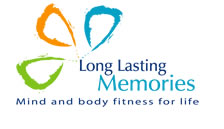 Long Lasting
Memories
Mind and body fitness for life